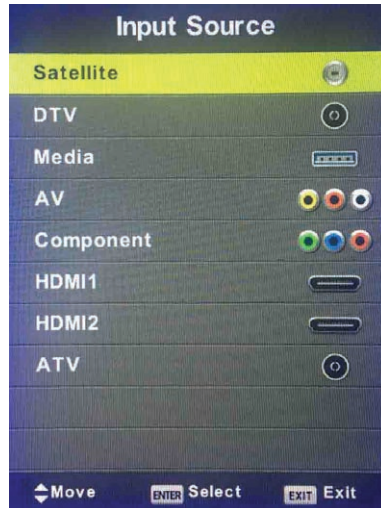 Input Source
Satellite
DTV
Media
AV
Component
HDMI1
HDMI2
ATV
Move ENTER Select EXIT Exit